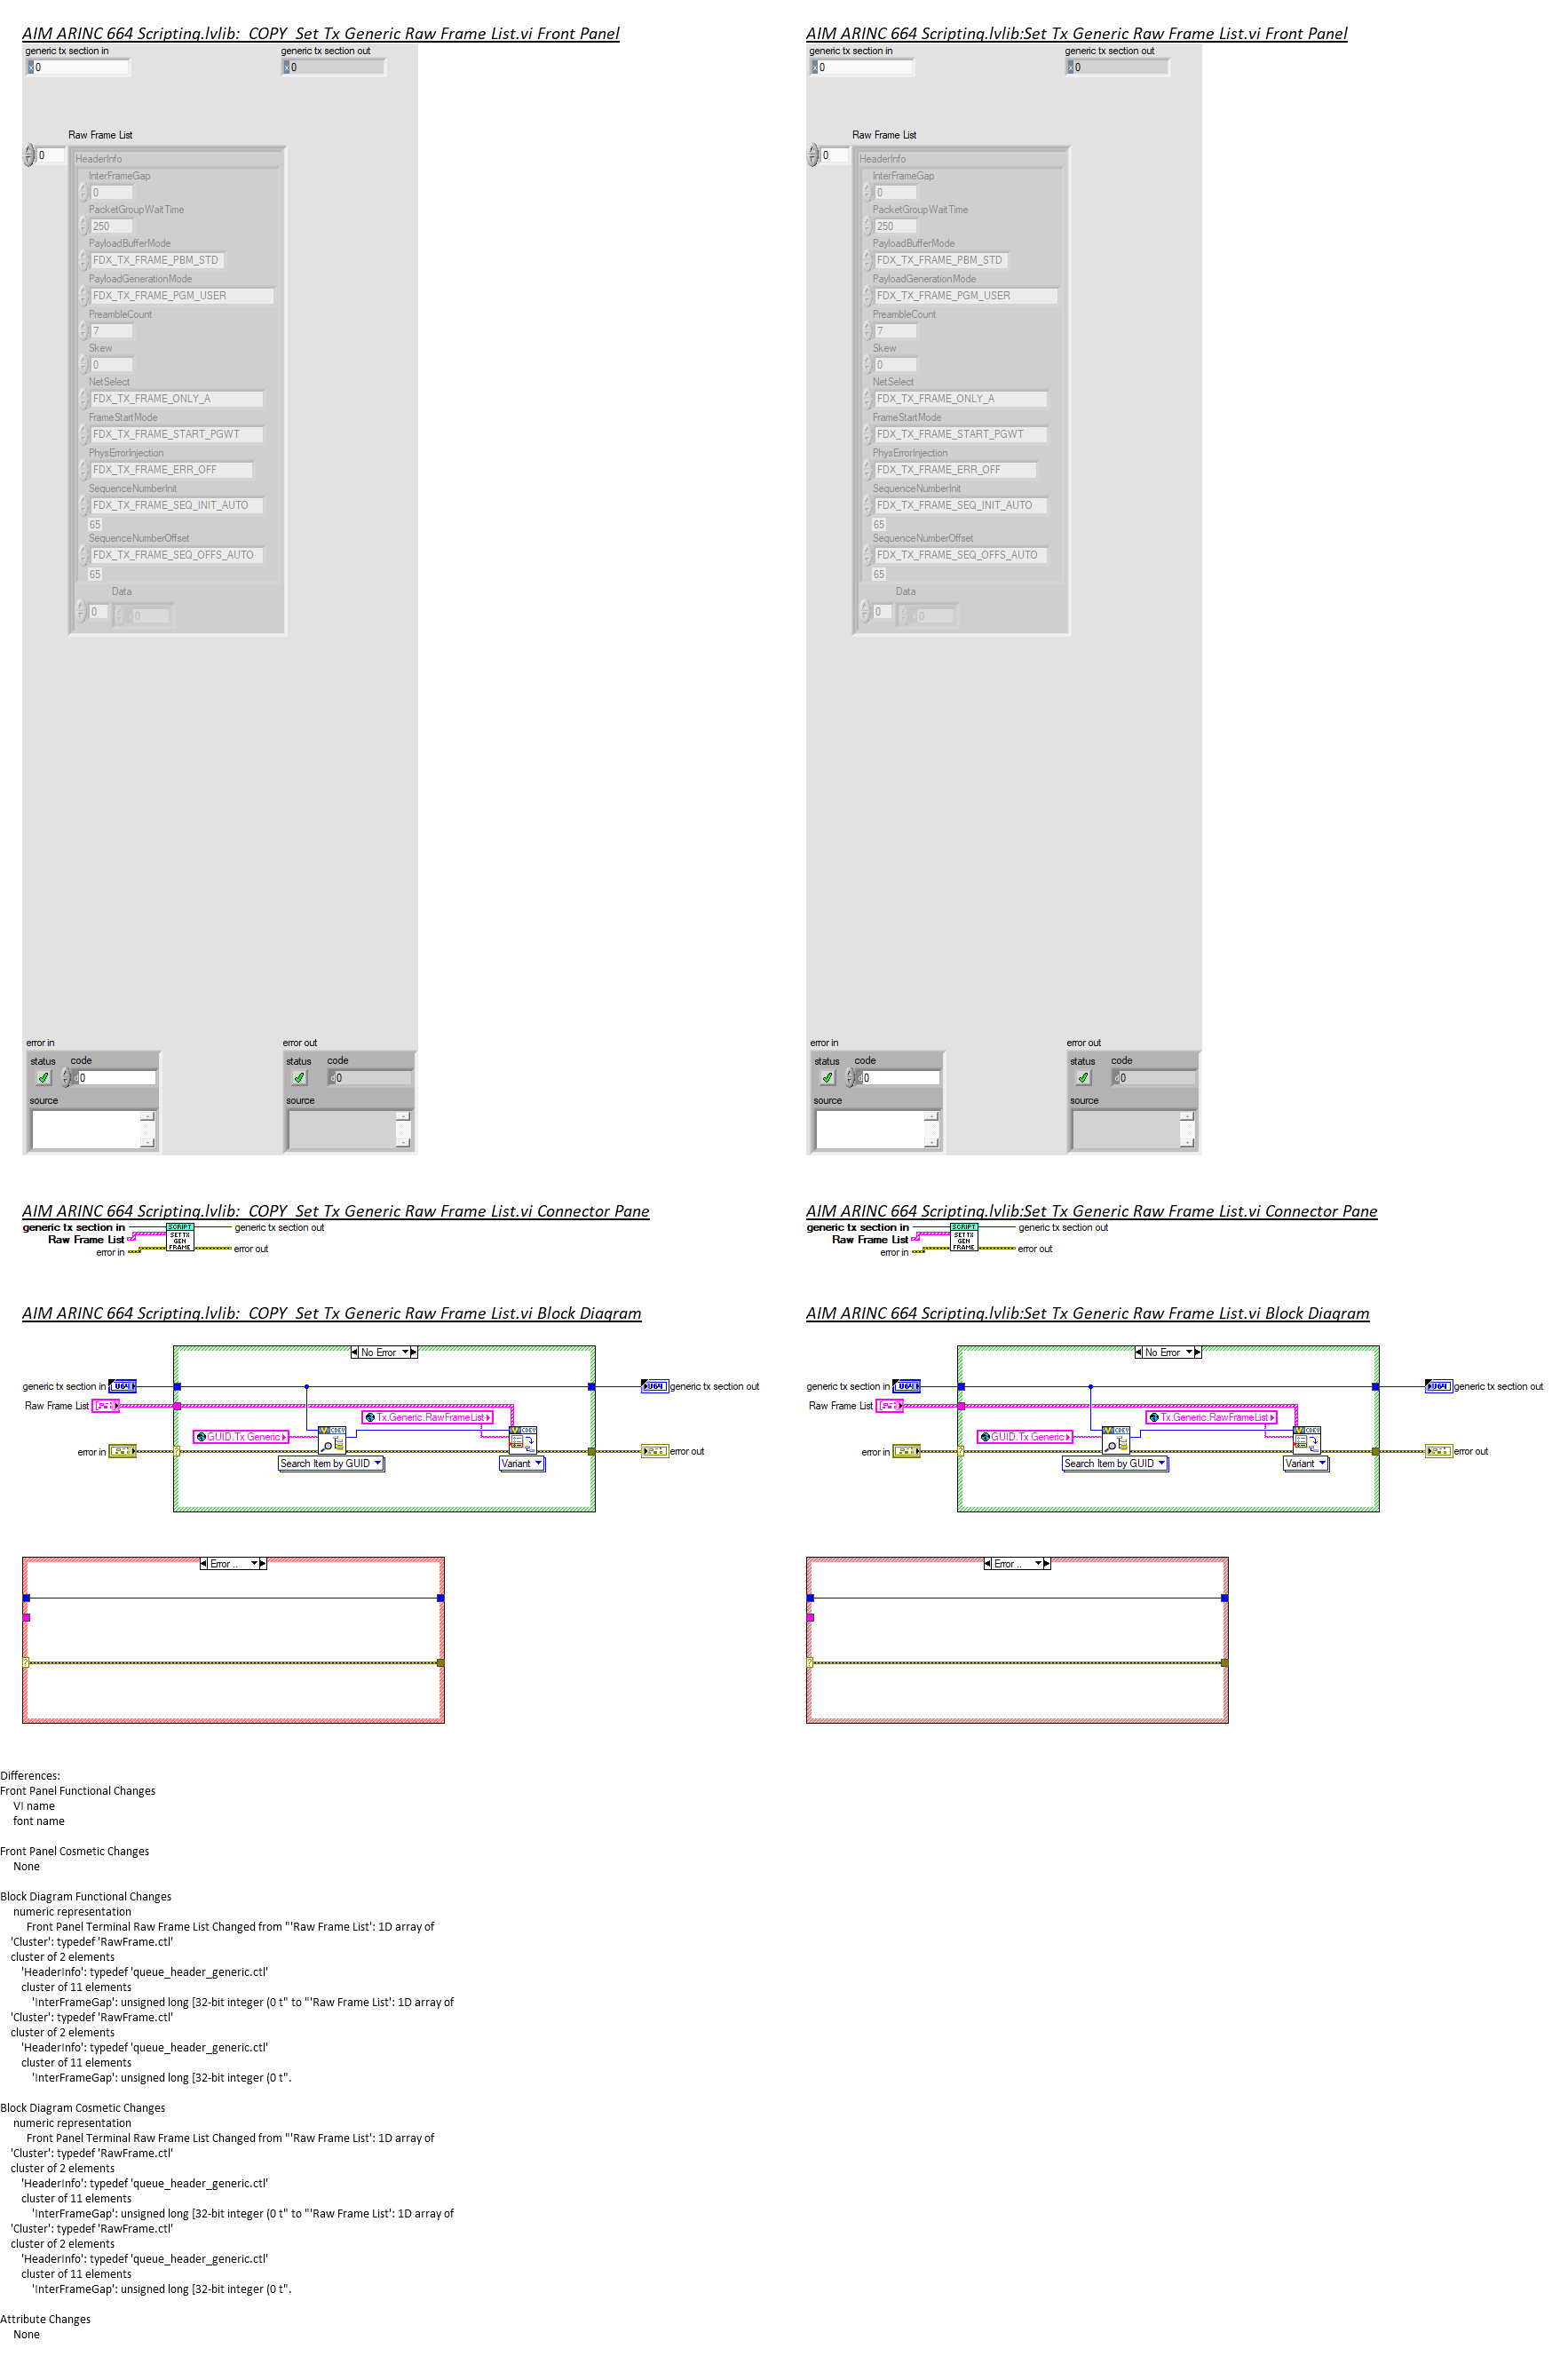 AIM ARINC 664 Scripting.lvlib:  COPY  Set Tx Generic Raw Frame List.vi Front Panel
generic tx section in
generic tx section out
x 0
x 0
Raw Frame List
0
HeaderInfo
InterFrameGap
0
PacketGroupWaitTime
250
PayloadBufferMode
FDX_TX_FRAME_PBM_STD
PayloadGenerationMode
FDX_TX_FRAME_PGM_USER
PreambleCount
7
Skew
0
NetSelect
FDX_TX_FRAME_ONLY_A
FrameStartMode
FDX_TX_FRAME_START_PGWT
PhysErrorInjection
FDX_TX_FRAME_ERR_OFF
SequenceNumberInit
FDX_TX_FRAME_SEQ_INIT_AUTO
65
SequenceNumberOffset
FDX_TX_FRAME_SEQ_OFFS_AUTO
65
Data
0
0
error in
error out
status
code
status
code
d 0
d 0
source
source
AIM ARINC 664 Scripting.lvlib:Set Tx Generic Raw Frame List.vi Front Panel
generic tx section in
generic tx section out
x 0
x 0
Raw Frame List
0
HeaderInfo
InterFrameGap
0
PacketGroupWaitTime
250
PayloadBufferMode
FDX_TX_FRAME_PBM_STD
PayloadGenerationMode
FDX_TX_FRAME_PGM_USER
PreambleCount
7
Skew
0
NetSelect
FDX_TX_FRAME_ONLY_A
FrameStartMode
FDX_TX_FRAME_START_PGWT
PhysErrorInjection
FDX_TX_FRAME_ERR_OFF
SequenceNumberInit
FDX_TX_FRAME_SEQ_INIT_AUTO
65
SequenceNumberOffset
FDX_TX_FRAME_SEQ_OFFS_AUTO
65
Data
0
0
error in
error out
status
code
status
code
d 0
d 0
source
source
AIM ARINC 664 Scripting.lvlib:  COPY  Set Tx Generic Raw Frame List.vi Connector Pane
generic tx section in
SCRIPT
generic tx section out
Raw Frame List
SET TX
GEN
FRAME
error in
error out
AIM ARINC 664 Scripting.lvlib:Set Tx Generic Raw Frame List.vi Connector Pane
generic tx section in
SCRIPT
generic tx section out
Raw Frame List
SET TX
GEN
FRAME
error in
error out
AIM ARINC 664 Scripting.lvlib:  COPY  Set Tx Generic Raw Frame List.vi Block Diagram
No Error
generic tx section in
U64
U64
generic tx section out
Raw Frame List
Tx.Generic.RawFrameList
GUID.Tx Generic
CDEV
CDEV
error in
error out
Search Item by GUID
Variant
Error ..
AIM ARINC 664 Scripting.lvlib:Set Tx Generic Raw Frame List.vi Block Diagram
No Error
generic tx section in
U64
U64
generic tx section out
Raw Frame List
Tx.Generic.RawFrameList
GUID.Tx Generic
CDEV
CDEV
error in
error out
Search Item by GUID
Variant
Error ..
Differences:
Front Panel Functional Changes
VI name
font name
Front Panel Cosmetic Changes
None
Block Diagram Functional Changes
numeric representation
Front Panel Terminal Raw Frame List Changed from "'Raw Frame List': 1D array of
'Cluster': typedef 'RawFrame.ctl'
cluster of 2 elements
'HeaderInfo': typedef 'queue_header_generic.ctl'
cluster of 11 elements
'InterFrameGap': unsigned long [32-bit integer (0 t" to "'Raw Frame List': 1D array of
'Cluster': typedef 'RawFrame.ctl'
cluster of 2 elements
'HeaderInfo': typedef 'queue_header_generic.ctl'
cluster of 11 elements
'InterFrameGap': unsigned long [32-bit integer (0 t".
Block Diagram Cosmetic Changes
numeric representation
Front Panel Terminal Raw Frame List Changed from "'Raw Frame List': 1D array of
'Cluster': typedef 'RawFrame.ctl'
cluster of 2 elements
'HeaderInfo': typedef 'queue_header_generic.ctl'
cluster of 11 elements
'InterFrameGap': unsigned long [32-bit integer (0 t" to "'Raw Frame List': 1D array of
'Cluster': typedef 'RawFrame.ctl'
cluster of 2 elements
'HeaderInfo': typedef 'queue_header_generic.ctl'
cluster of 11 elements
'InterFrameGap': unsigned long [32-bit integer (0 t".
Attribute Changes
None